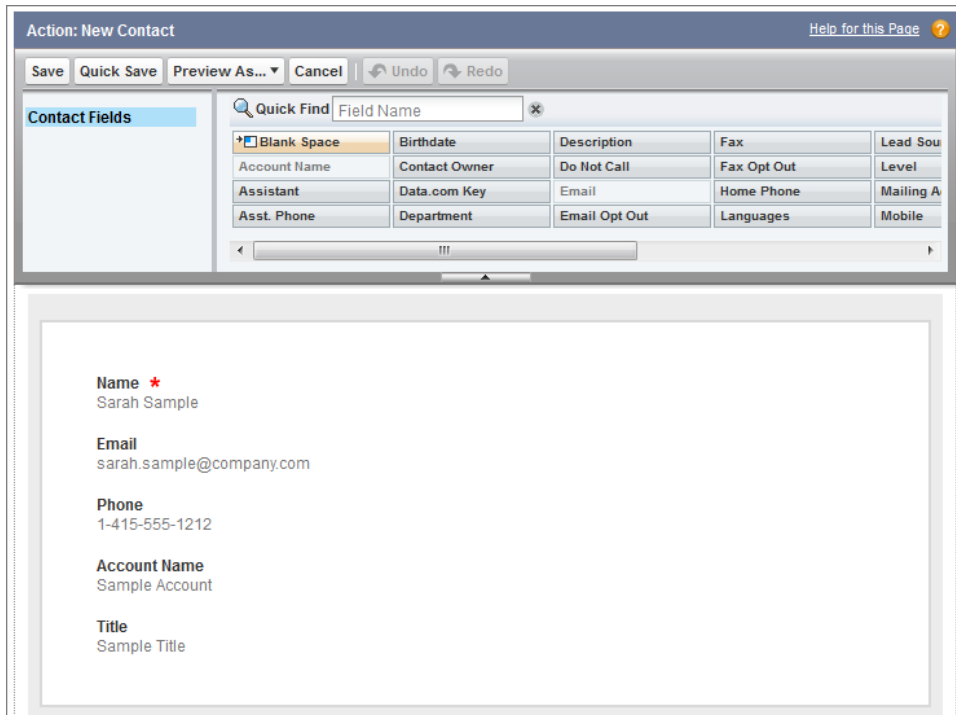 Action: New Contact Help for this Page ?
Save Quick Save Preview As... Cancel Undo Redo
Contact Fields
Quick Find Field Name
Blank Space Birthdate Description Fax Lead Sou
Account Name Contact Owner Do Not Call Fax Opt Out Level
Assistant Data.com Key Email Home Phone Mailing A
Asst. Phone Department Email Opt Out Languages Mobile
Name *
Sarah Sample
Email
sarah.sample@company.com
Phone
1-415-555-1212
Account Name
Sample Account
Title
Sample Title